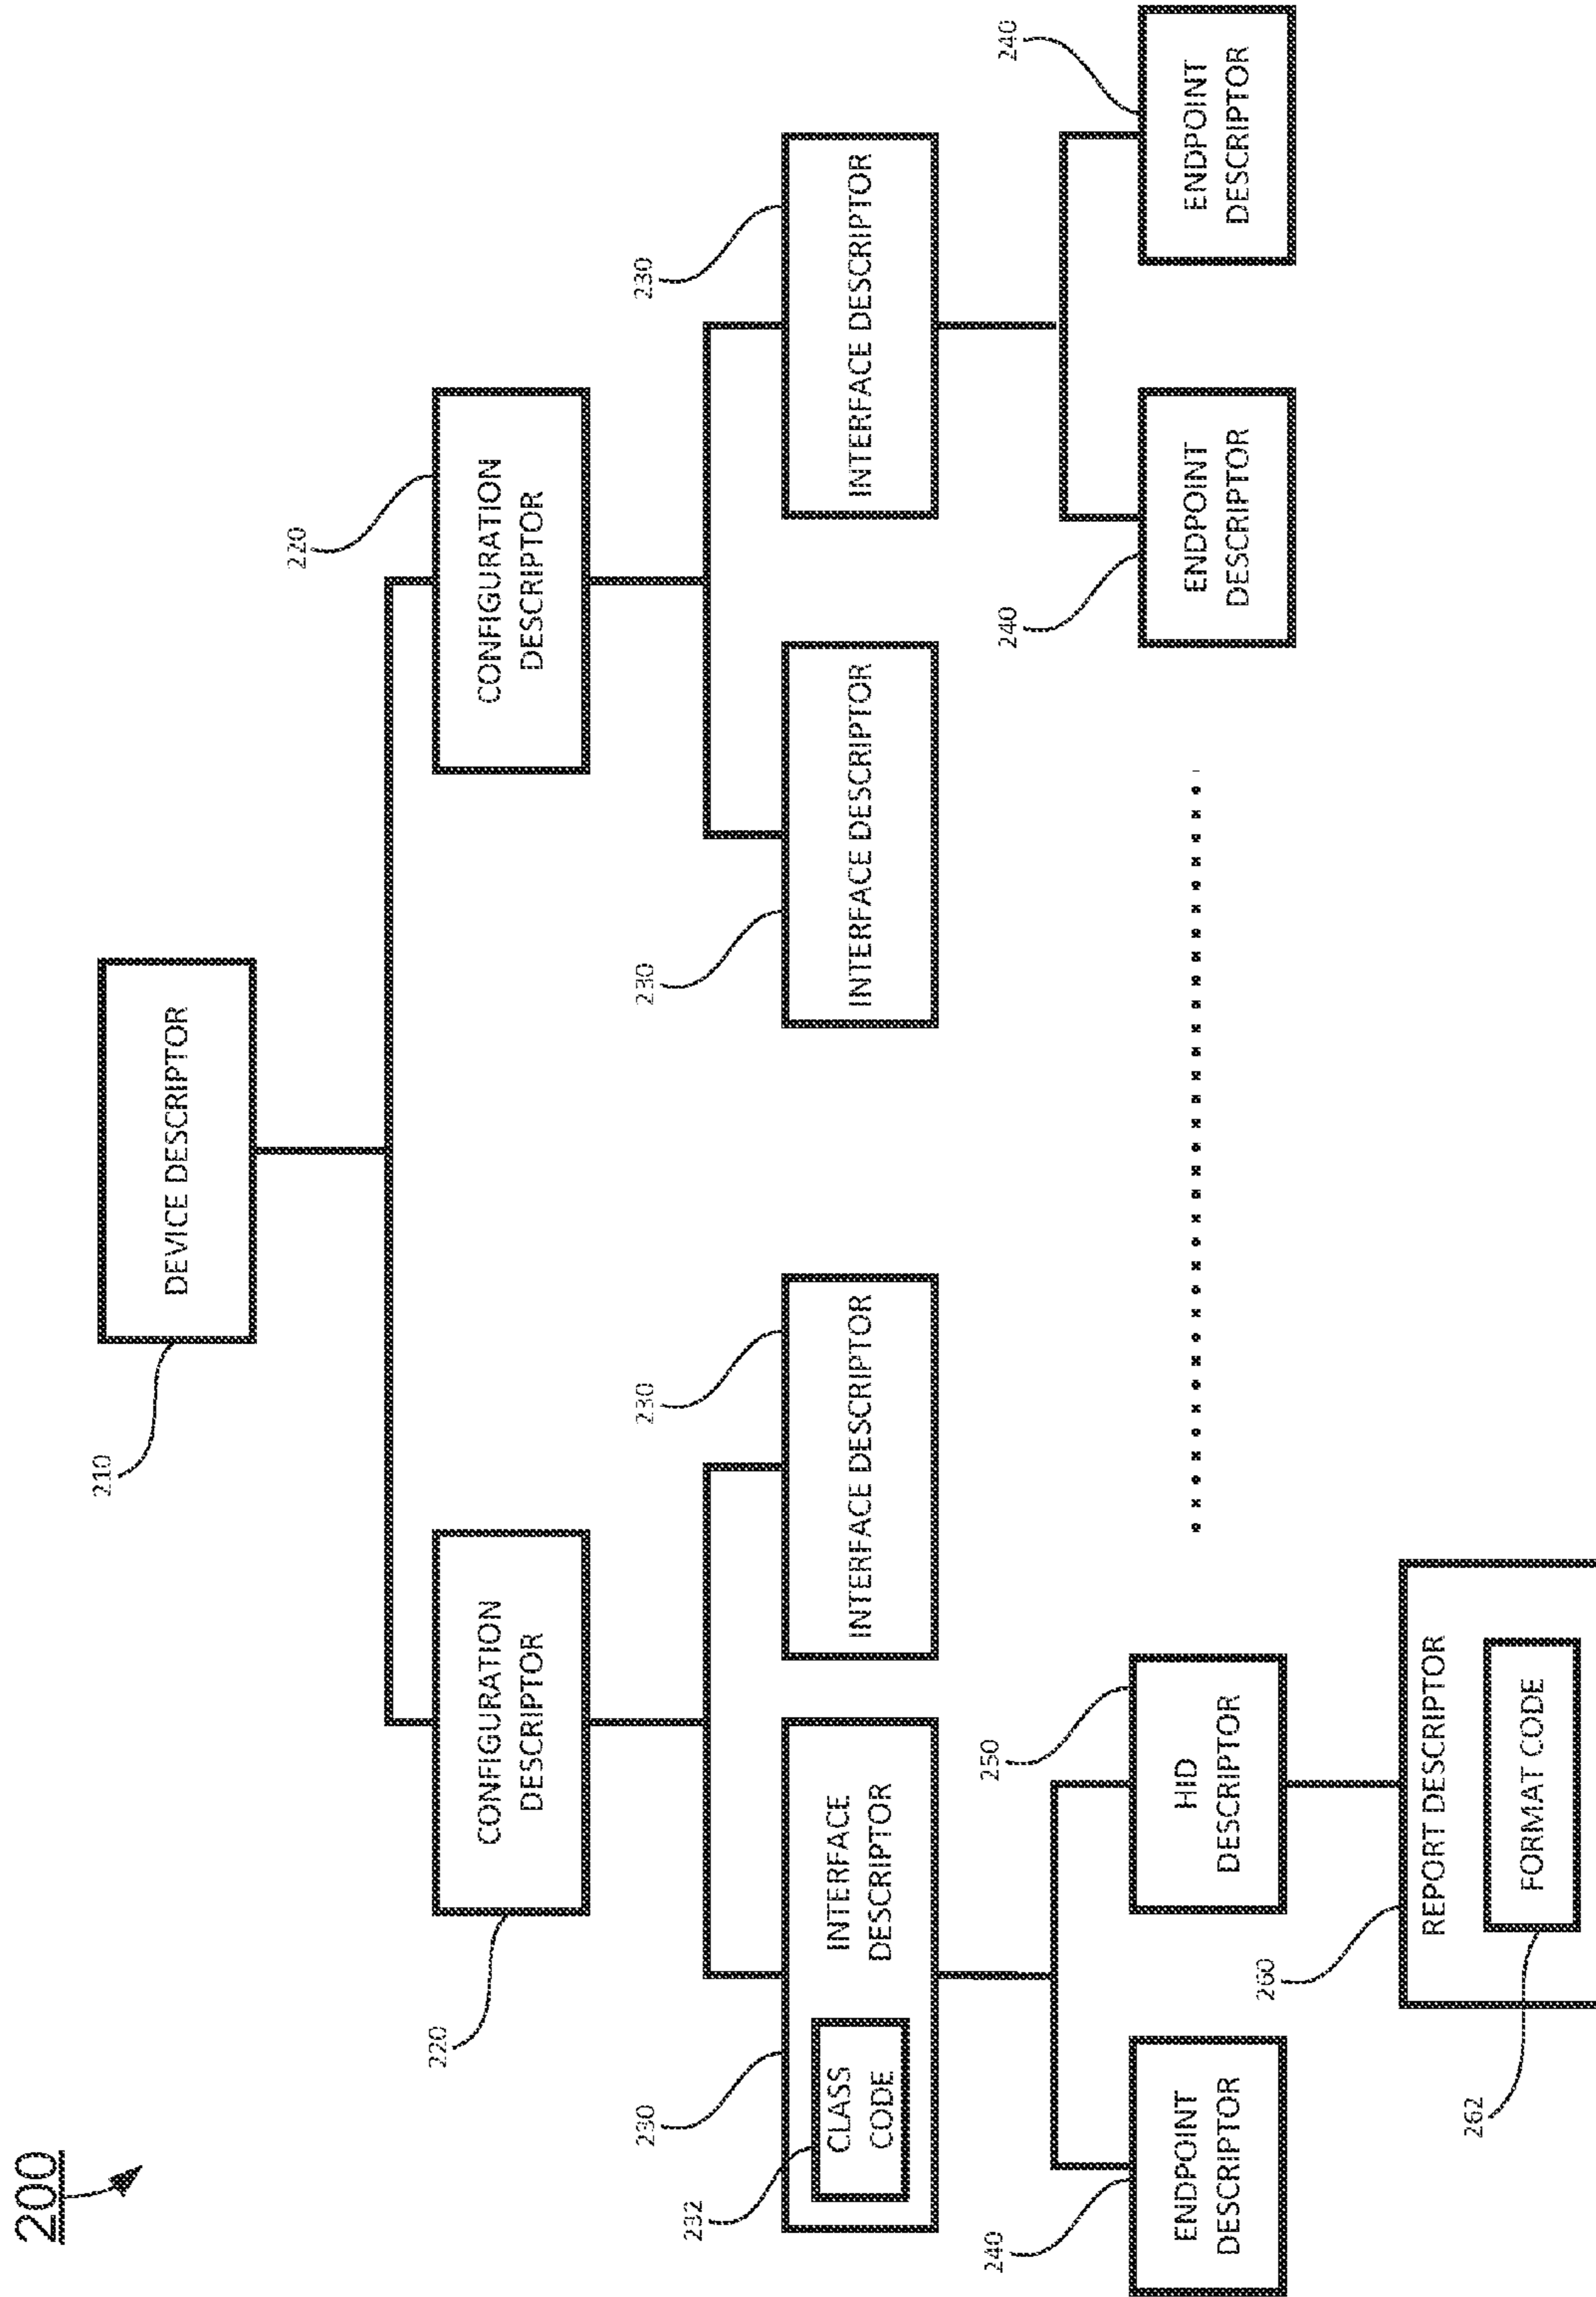 200
210
DEVICE DESCRIPTOR
220
CONFIGURATION
DESCRIPTOR
220
CONFIGURATION
DESCRIPTOR
230
232
CLASS
CODE
INTERFACE
DESCRIPTOR
230
INTERFACE DESCRIPTOR
230
INTERFACE DESCRIPTOR
230
INTERFACE DESCRIPTOR
240
ENDPOINT
DESCRIPTOR
250
HID
DESCRIPTOR
240
ENDPOINT
DESCRIPTOR
240
ENDPOINT
DESCRIPTOR
260
REPORT DESCRIPTOR
262
FORMAT CODE